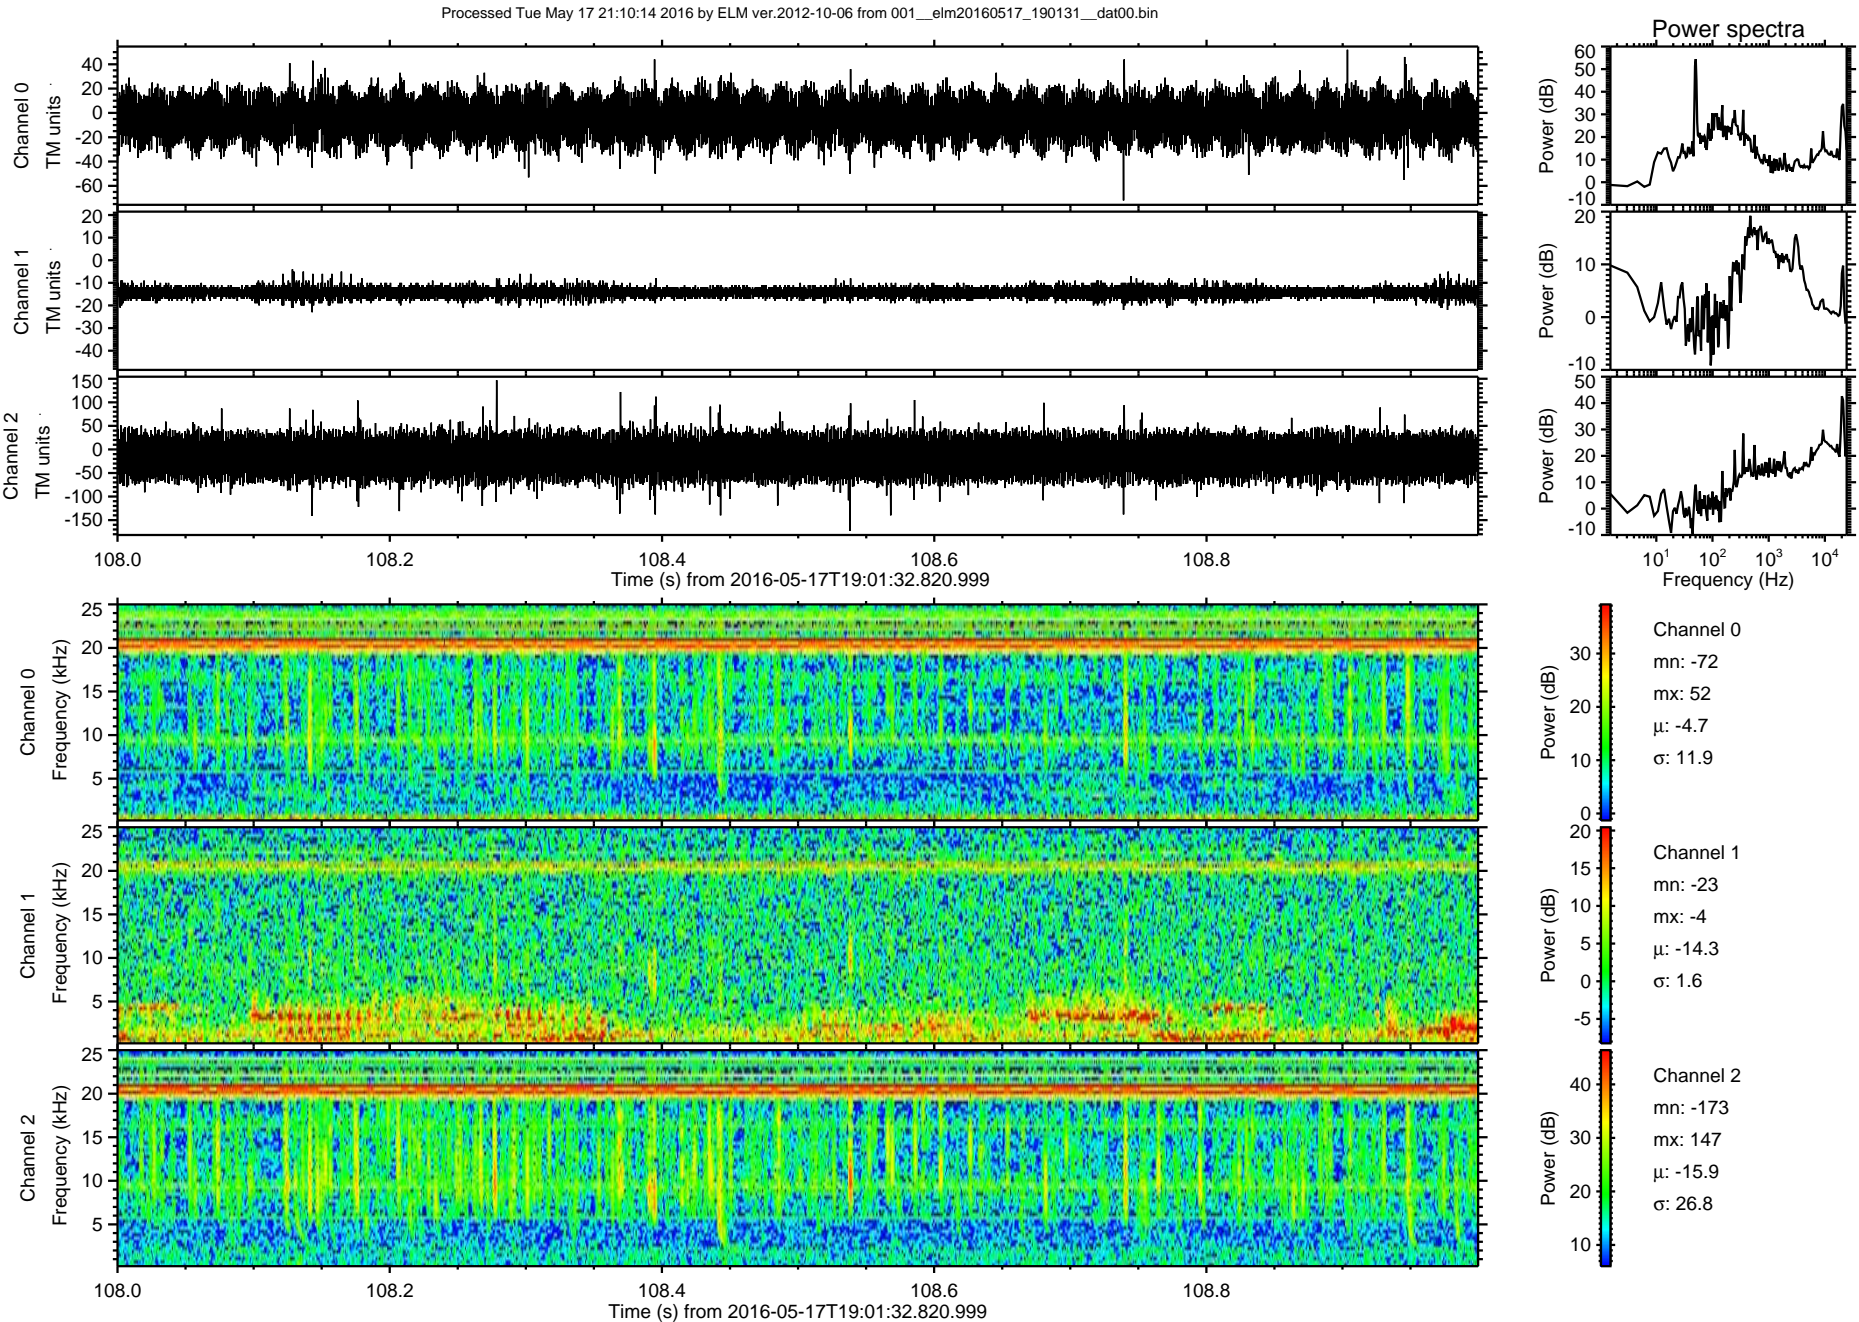 Processed Tue May 17 21:10:14 2016 by ELM ver.2012-10-06 from 001__elm20160517_190131__dat00.bin
Power spectra
Channel 0
TM units
40
20
0
-20
-40
-60
Power (dB)
60
50
40
30
20
10
0
-10
Channel 1
TM units
20
10
0
-10
-20
-30
-40
Power (dB)
20
10
0
-10
Channel 2
TM units
150
100
50
0
-50
-100
-150
Power (dB)
50
40
30
20
10
0
-10
108.0 108.2 108.4 108.6 108.8
Time (s) from 2016-05-17T19:01:32.820.999
10^1 10^2 10^3 10^4
Frequency (Hz)
Channel 0
Frequency (kHz)
25
20
15
10
5
Power (dB)
30
20
10
0
Channel 0
mn: -72
mx: 52
μ: -4.7
σ: 11.9
Channel 1
Frequency (kHz)
25
20
15
10
5
Power (dB)
20
15
10
5
0
-5
Channel 1
mn: -23
mx: -4
μ: -14.3
σ: 1.6
Channel 2
Frequency (kHz)
25
20
15
10
5
Power (dB)
40
30
20
10
Channel 2
mn: -173
mx: 147
μ: -15.9
σ: 26.8
108.0 108.2 108.4 108.6 108.8
Time (s) from 2016-05-17T19:01:32.820.999